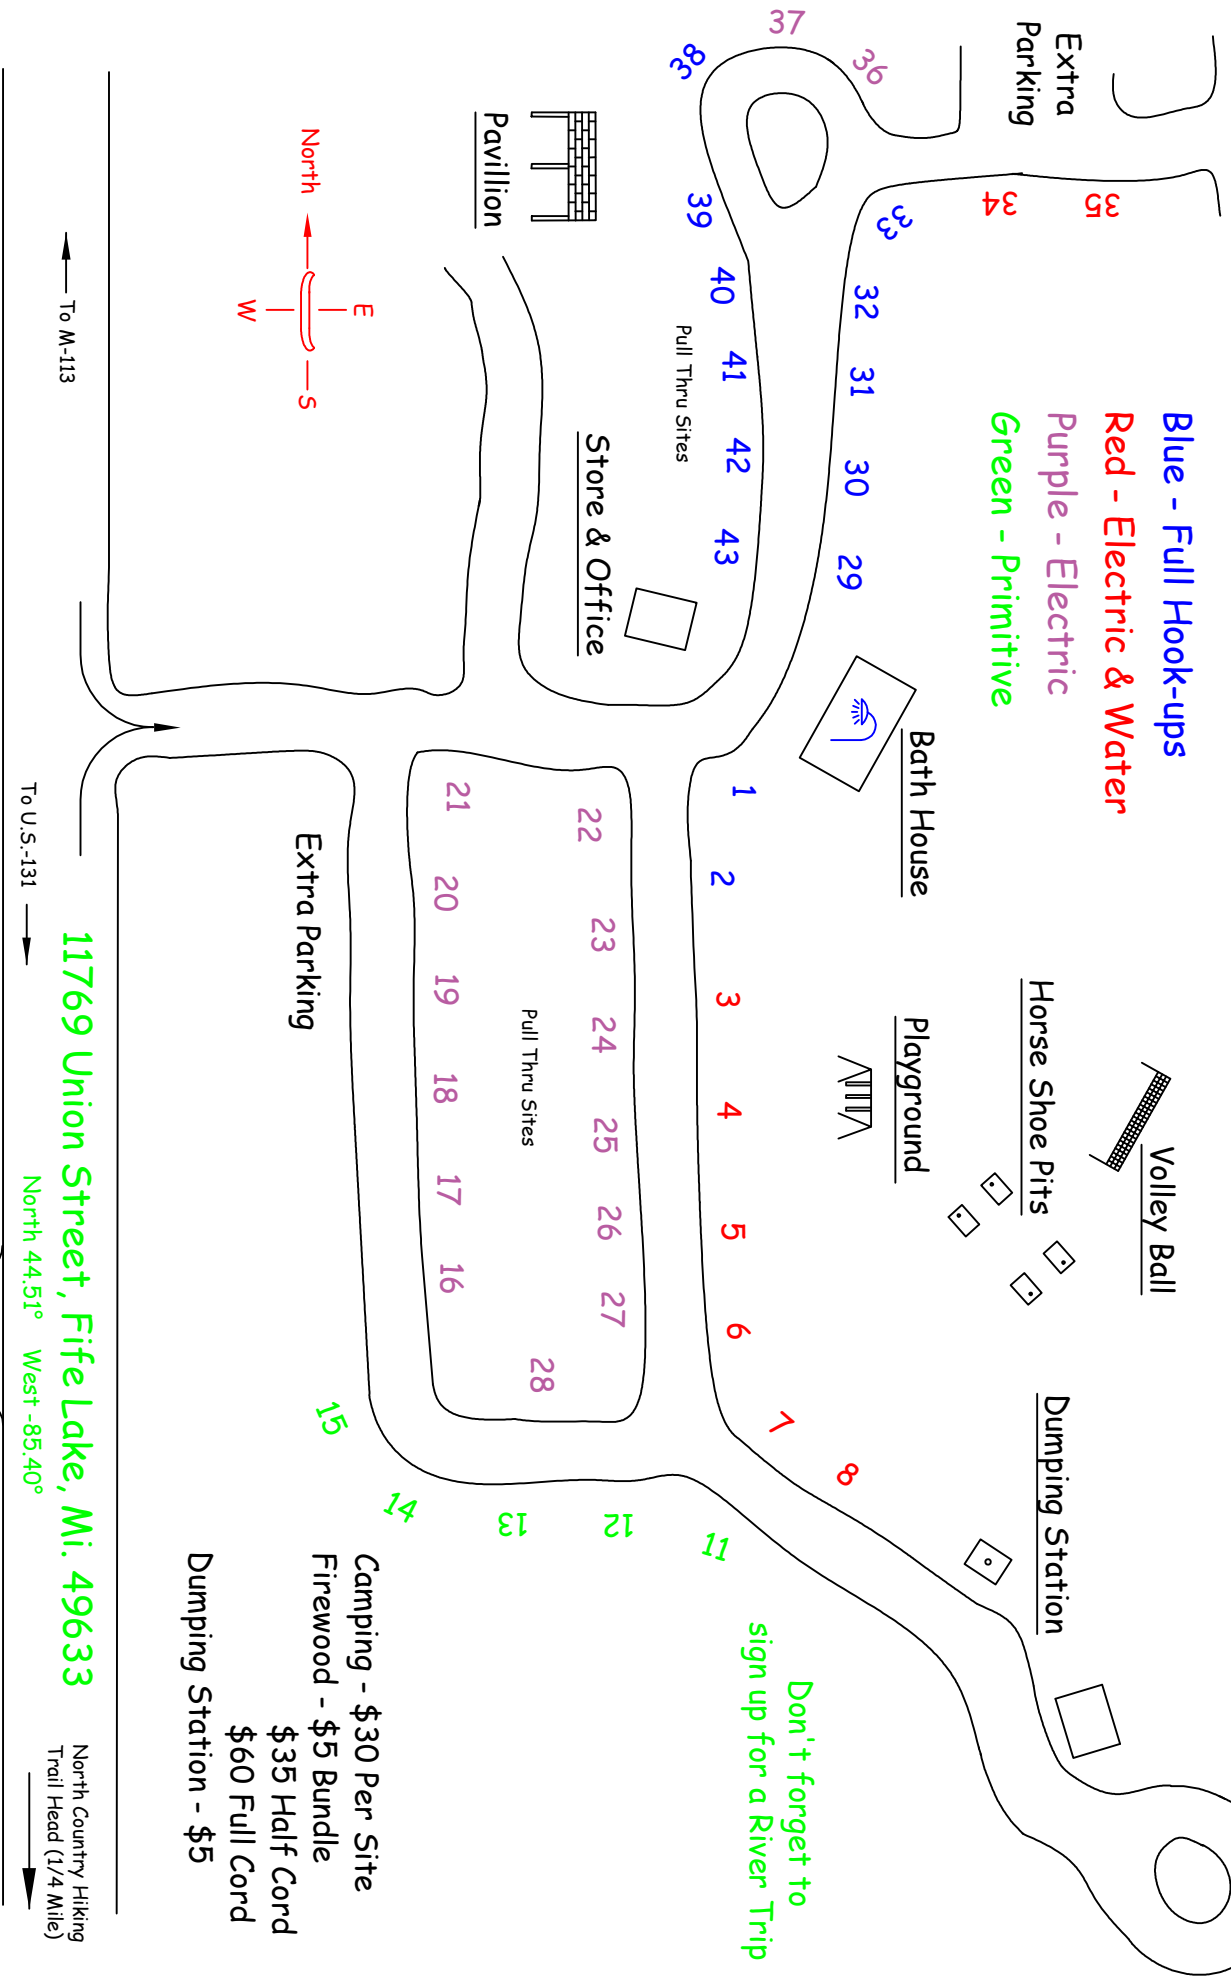 Blue - Full Hook-ups
Red - Electric & Water
Purple - Electric
Green - Primitive
Extra
Parking
35
34
33
32
31
30
29
36
37
38
39
40
41
42
43
Pull Thru Sites
Pavillion
Store & Office
Bath House
Volley Ball
Horse Shoe Pits
Playground
Dumping Station
1
2
3
4
5
6
7
8
22
23
24
25
26
27
28
Pull Thru Sites
21
20
19
18
17
16
15
14
13
12
11
Extra Parking
North
E
W
S
Don't forget to
sign up for a River Trip
Camping - $30 Per Site
Firewood - $5 Bundle
$35 Half Cord
$60 Full Cord
Dumping Station - $5
To M-113
To U.S.-131
11769 Union Street, Fife Lake, Mi. 49633
North 44.51° West -85.40°
North Country Hiking
Trail Head (1/4 Mile)